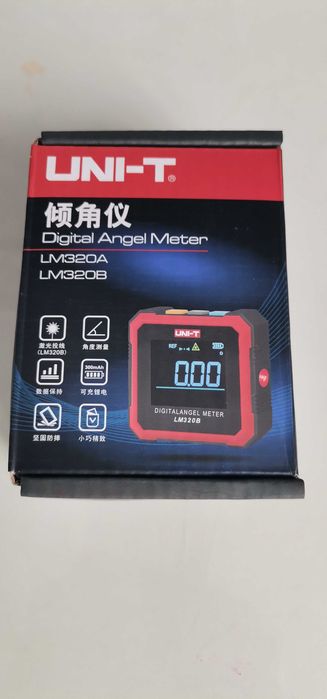 UNI-T®
倾角仪
Digital Angel Meter
LM320A
LM320B
激光投线
(LM320B)
角度测量
数据保持
300mAh
可充锂电
坚固防摔
小巧精致
UNI-T
REF
0.00
DIGITALANGEL METER
LM320B